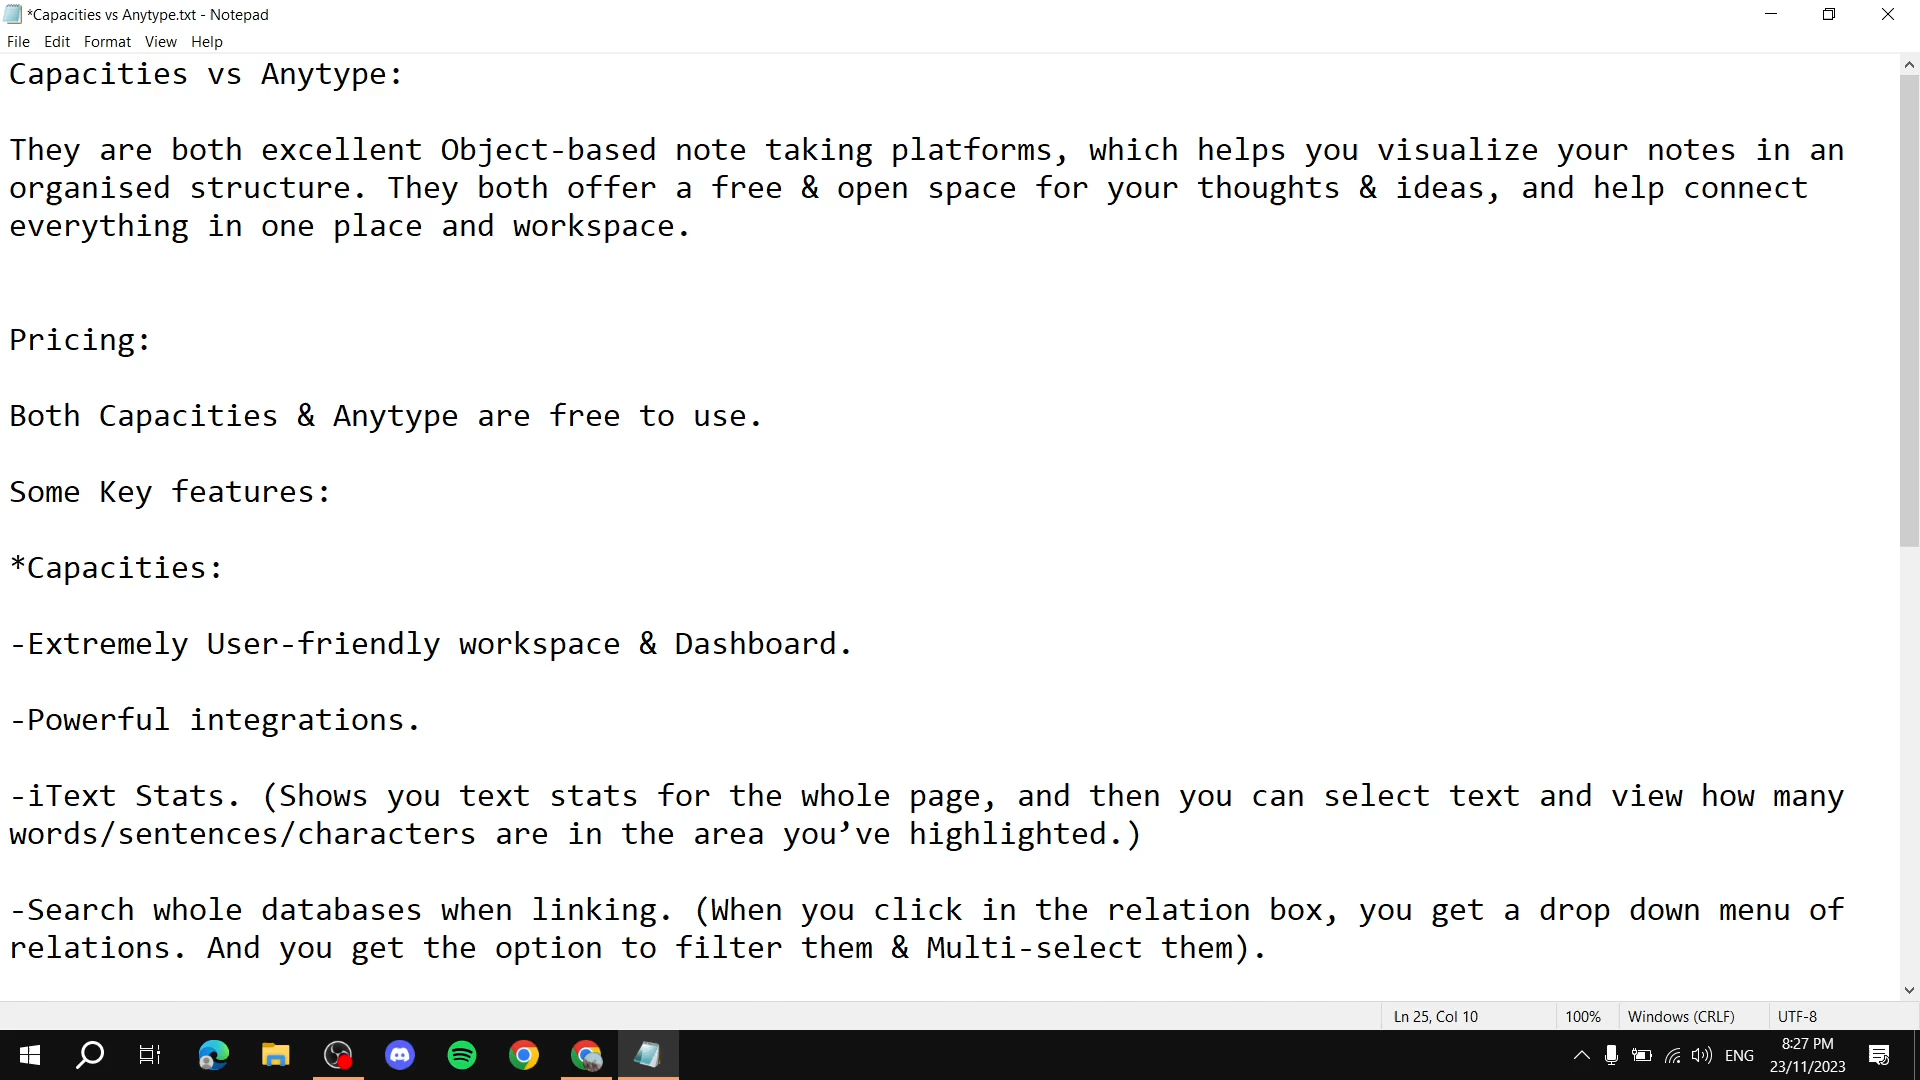 *Capacities vs Anytype.txt - Notepad
File Edit Format View Help
Capacities vs Anytype:
They are both excellent Object-based note taking platforms, which helps you visualize your notes in an
organised structure. They both offer a free & open space for your thoughts & ideas, and help connect
everything in one place and workspace.
Pricing:
Both Capacities & Anytype are free to use.
Some Key features:
*Capacities:
-Extremely User-friendly workspace & Dashboard.
-Powerful integrations.
-iText Stats. (Shows you text stats for the whole page, and then you can select text and view how many
words/sentences/characters are in the area you’ve highlighted.)
-Search whole databases when linking. (When you click in the relation box, you get a drop down menu of
relations. And you get the option to filter them & Multi-select them).
Ln 25, Col 10 100% Windows (CRLF) UTF-8
ENG
8:27 PM
23/11/2023